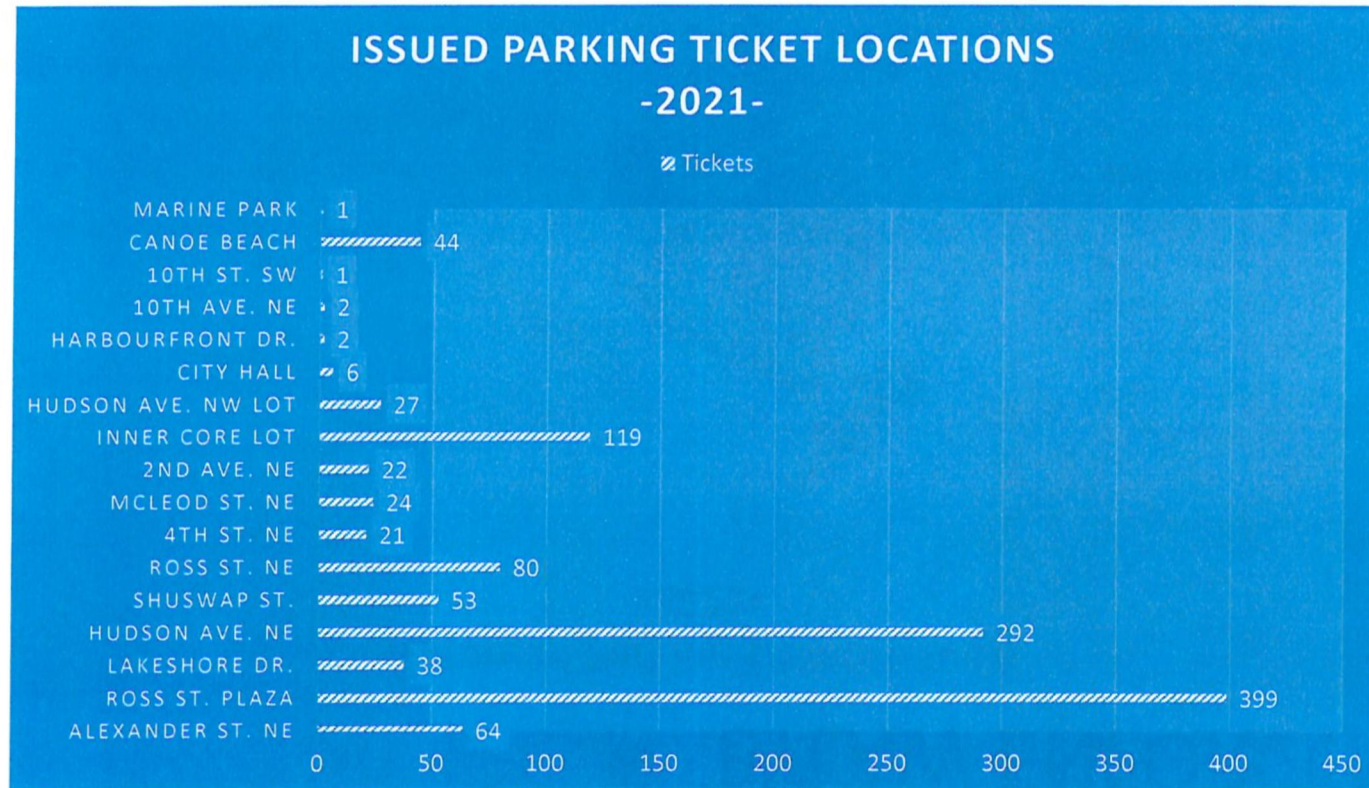 ISSUED PARKING TICKET LOCATIONS
-2021-
Tickets
MARINE PARK 1
CANOE BEACH 44
10TH ST. SW 1
10TH AVE. NE 2
HARBOURFRONT DR. 2
CITY HALL 6
HUDSON AVE. NW LOT 27
INNER CORE LOT 119
2ND AVE. NE 22
MCLEOD ST. NE 24
4TH ST. NE 21
ROSS ST. NE 80
SHUSWAP ST. 53
HUDSON AVE. NE 292
LAKESHORE DR. 38
ROSS ST. PLAZA 399
ALEXANDER ST. NE 64
0 50 100 150 200 250 300 350 400 450